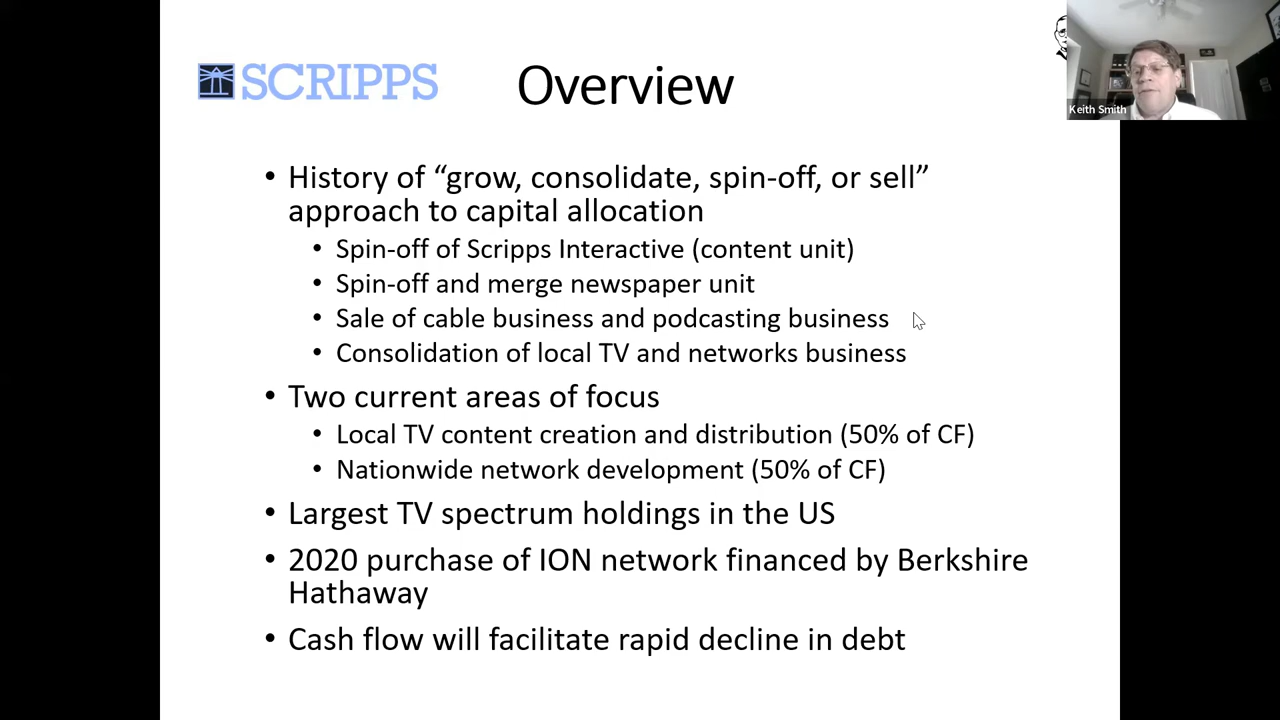 SCRIPPS
Overview
Keith Smith
• History of “grow, consolidate, spin-off, or sell”
approach to capital allocation
• Spin-off of Scripps Interactive (content unit)
• Spin-off and merge newspaper unit
• Sale of cable business and podcasting business
• Consolidation of local TV and networks business
• Two current areas of focus
• Local TV content creation and distribution (50% of CF)
• Nationwide network development (50% of CF)
• Largest TV spectrum holdings in the US
• 2020 purchase of ION network financed by Berkshire
Hathaway
• Cash flow will facilitate rapid decline in debt